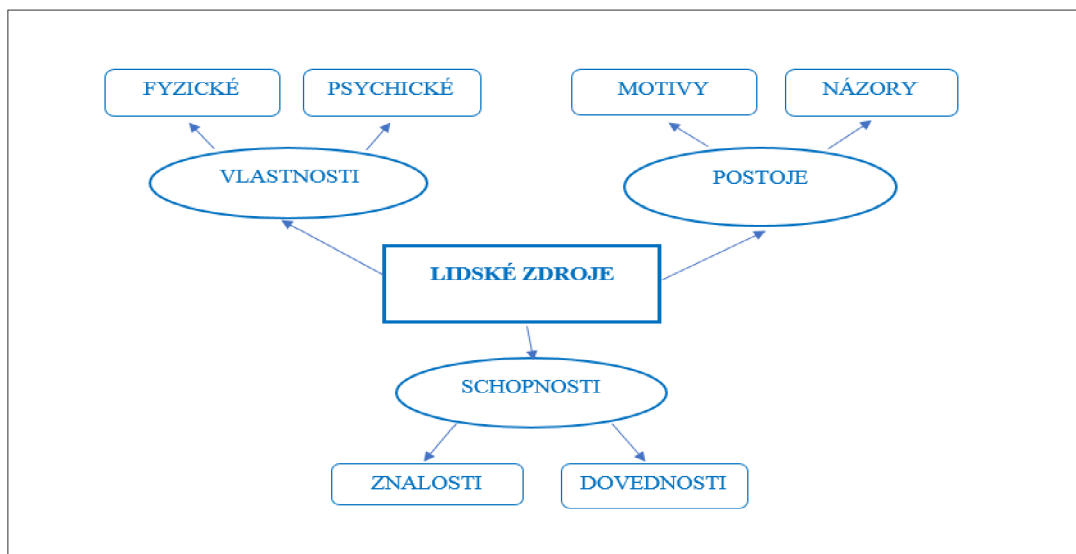 FYZICKÉ
PSYCHICKÉ
MOTIVY
NÁZORY
VLASTNOSTI
POSTOJE
LIDSKÉ ZDROJE
SCHOPNOSTI
ZNALOSTI
DOVEDNOSTI